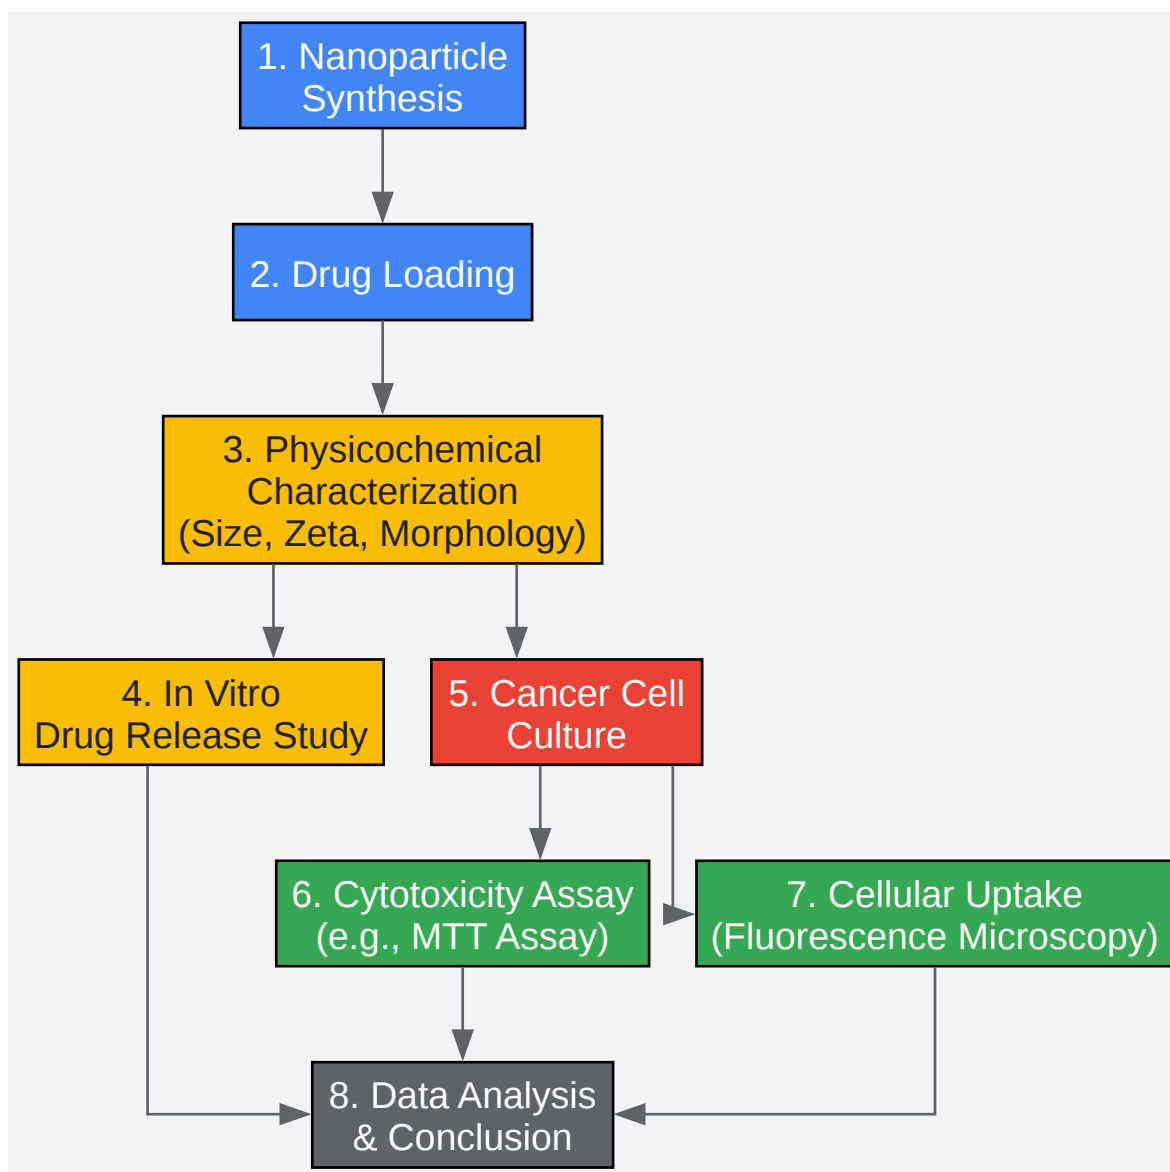 1. Nanoparticle
Synthesis
2. Drug Loading
3. Physicochemical
Characterization
(Size, Zeta, Morphology)
4. In Vitro
Drug Release Study
5. Cancer Cell
Culture
6. Cytotoxicity Assay
(e.g., MTT Assay)
7. Cellular Uptake
(Fluorescence Microscopy)
8. Data Analysis
& Conclusion